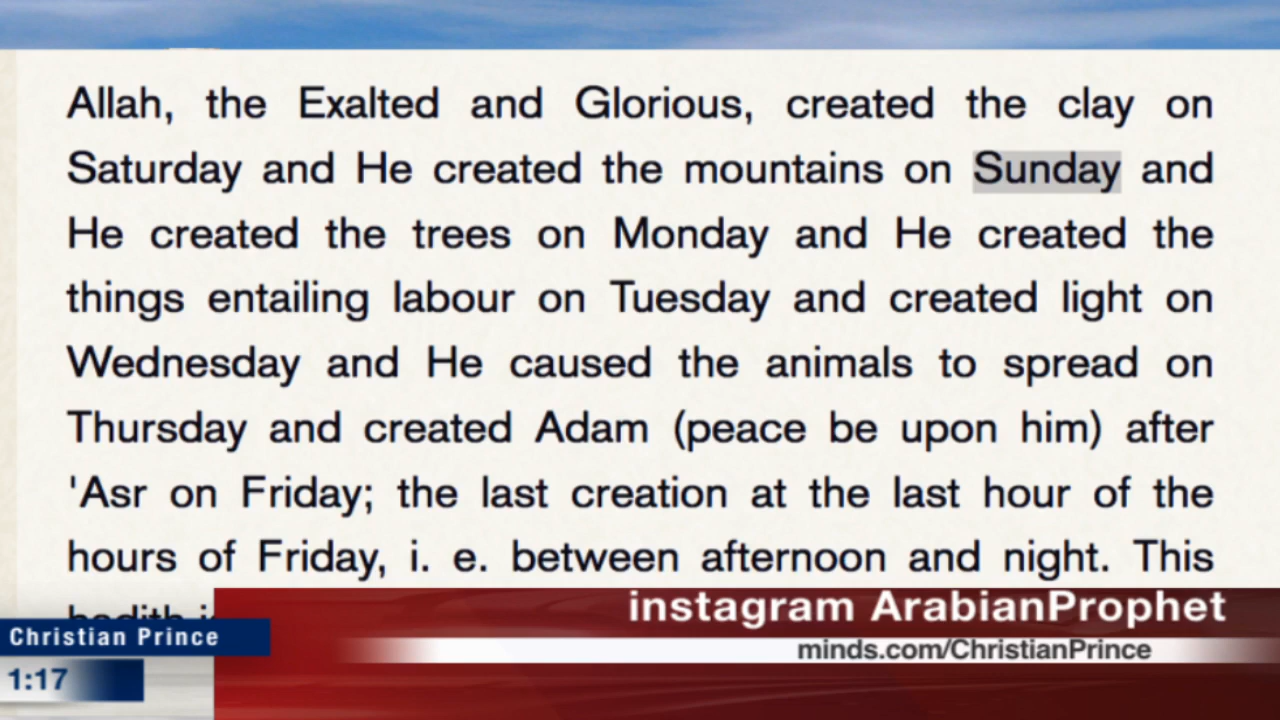 Allah, the Exalted and Glorious, created the clay on
Saturday and He created the mountains on Sunday and
He created the trees on Monday and He created the
things entailing labour on Tuesday and created light on
Wednesday and He caused the animals to spread on
Thursday and created Adam (peace be upon him) after
'Asr on Friday; the last creation at the last hour of the
hours of Friday, i. e. between afternoon and night. This
instagram ArabianProphet
Christian Prince
minds.com/ChristianPrince
1:17